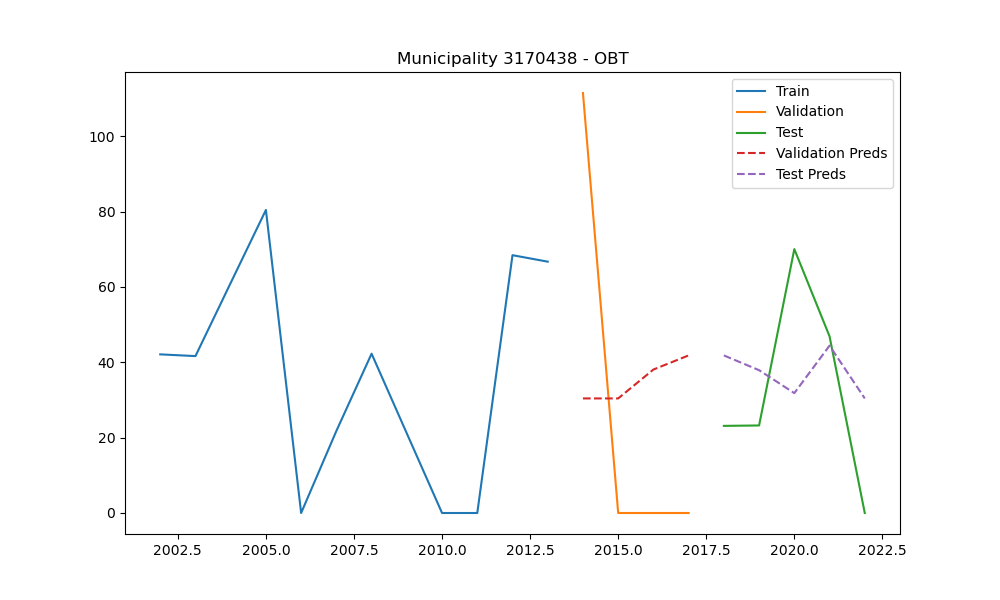 Municipality 3170438 - OBT
Train
Validation
Test
Validation Preds
Test Preds
100
80
60
40
20
0
2002.5 2005.0 2007.5 2010.0 2012.5 2015.0 2017.5 2020.0 2022.5